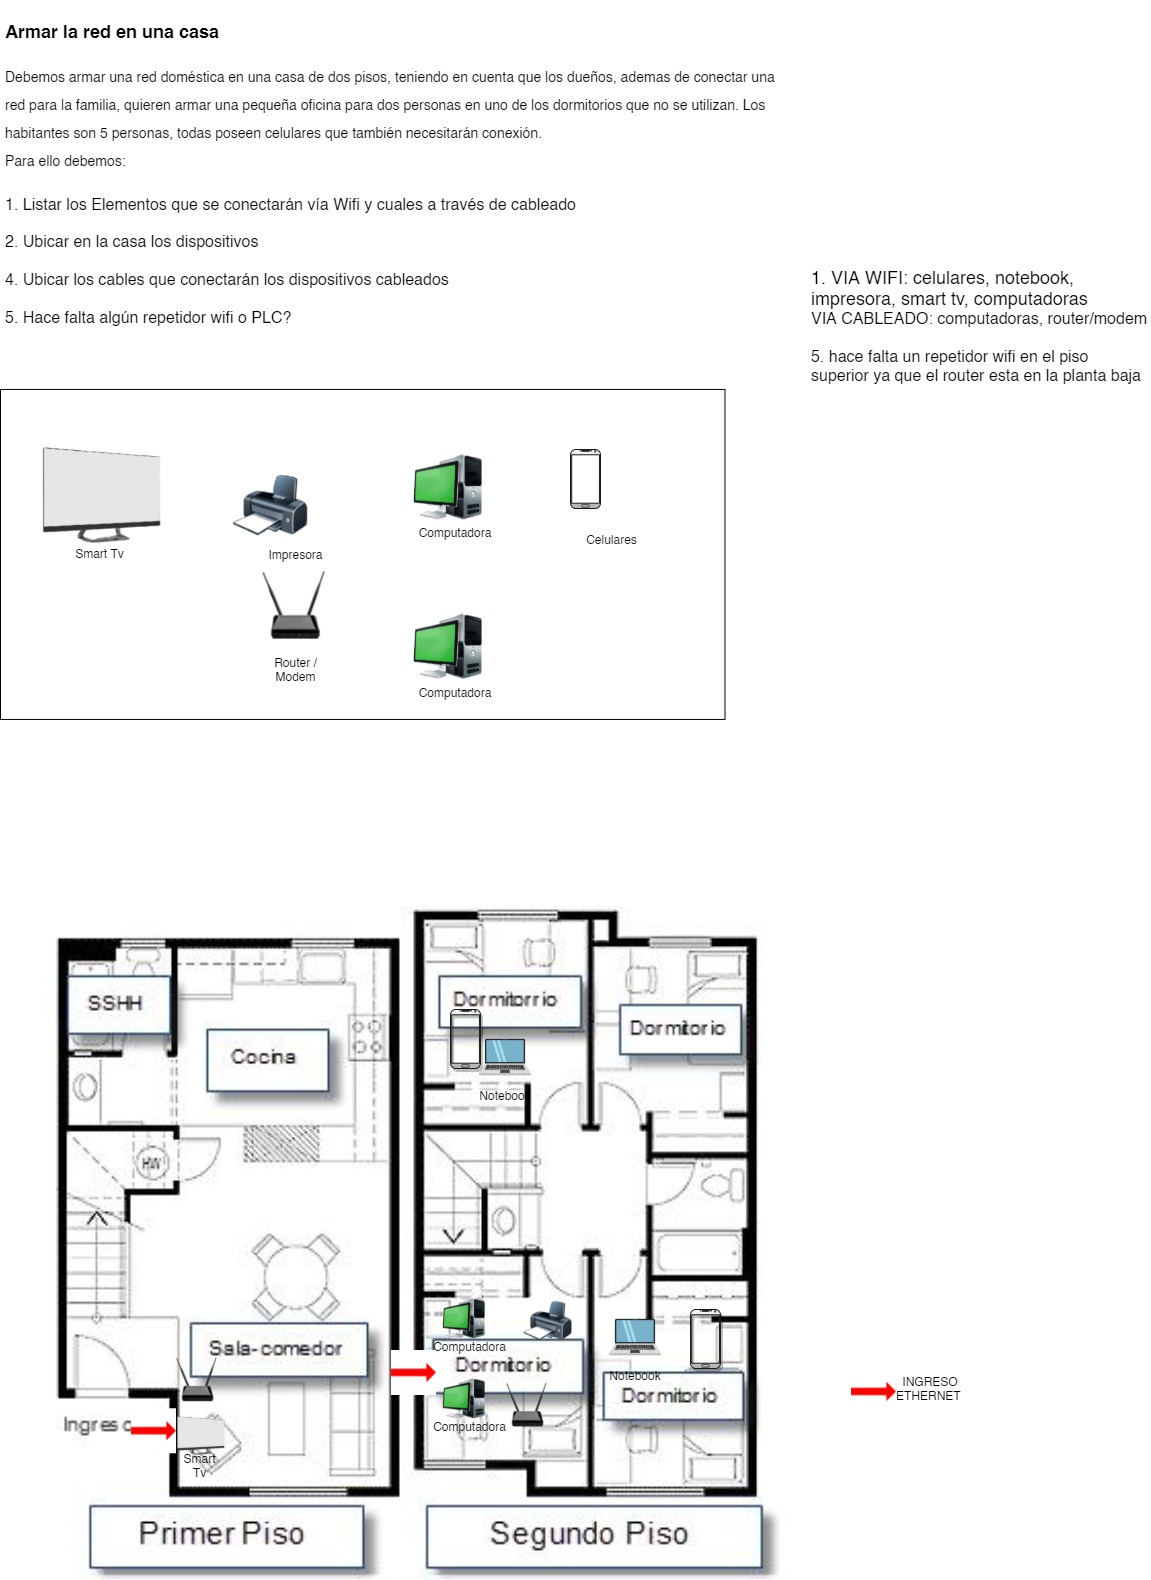 Armar la red en una casa
Debemos armar una red doméstica en una casa de dos pisos, teniendo en cuenta que los dueños, ademas de conectar una
red para la familia, quieren armar una pequeña oficina para dos personas en uno de los dormitorios que no se utilizan. Los
habitantes son 5 personas, todas poseen celulares que también necesitarán conexión.
Para ello debemos:
1. Listar los Elementos que se conectarán vía Wifi y cuales a través de cableado
2. Ubicar en la casa los dispositivos
4. Ubicar los cables que conectarán los dispositivos cableados
5. Hace falta algún repetidor wifi o PLC?
1. VIA WIFI: celulares, notebook,
impresora, smart tv, computadoras
VIA CABLEADO: computadoras, router/modem
5. hace falta un repetidor wifi en el piso
superior ya que el router esta en la planta baja
Smart Tv
Impresora
Computadora
Celulares
Router /
Modem
Computadora
SSHH
Cocina
HW
Sala-comedor
Ingreso
Smart
Tv
Primer Piso
Dormitorrio
Dormitorio
Noteboo
Computadora
Dormitorio
Computadora
Notebook
Dormitorio
Segundo Piso
INGRESO
ETHERNET